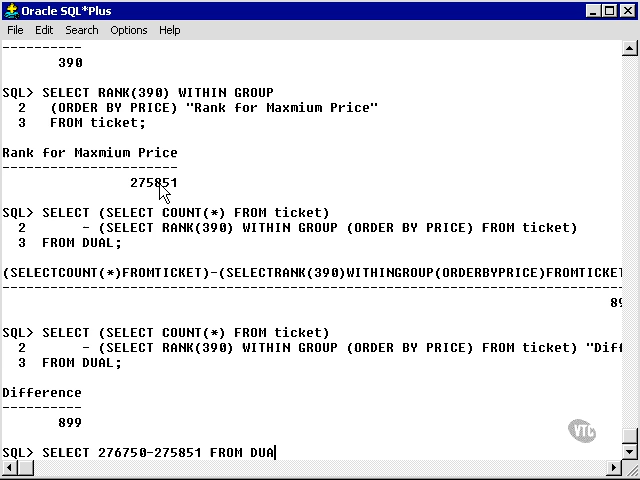 Oracle SQL*Plus
File Edit Search Options Help
----------
390
SQL> SELECT RANK(390) WITHIN GROUP
2 (ORDER BY PRICE) "Rank for Maxmium Price"
3 FROM ticket;
Rank for Maxmium Price
----------------------
275851
SQL> SELECT (SELECT COUNT(*) FROM ticket)
2 - (SELECT RANK(390) WITHIN GROUP (ORDER BY PRICE) FROM ticket)
3 FROM DUAL;
(SELECTCOUNT(*)FROMTICKET)-(SELECTRANK(390)WITHINGROUP(ORDERBYPRICE)FROMTICKET
------------------------------------------------------------------------------
89
SQL> SELECT (SELECT COUNT(*) FROM ticket)
2 - (SELECT RANK(390) WITHIN GROUP (ORDER BY PRICE) FROM ticket) "Diff
3 FROM DUAL;
Difference
----------
899
VTC
SQL> SELECT 276750-275851 FROM DUA